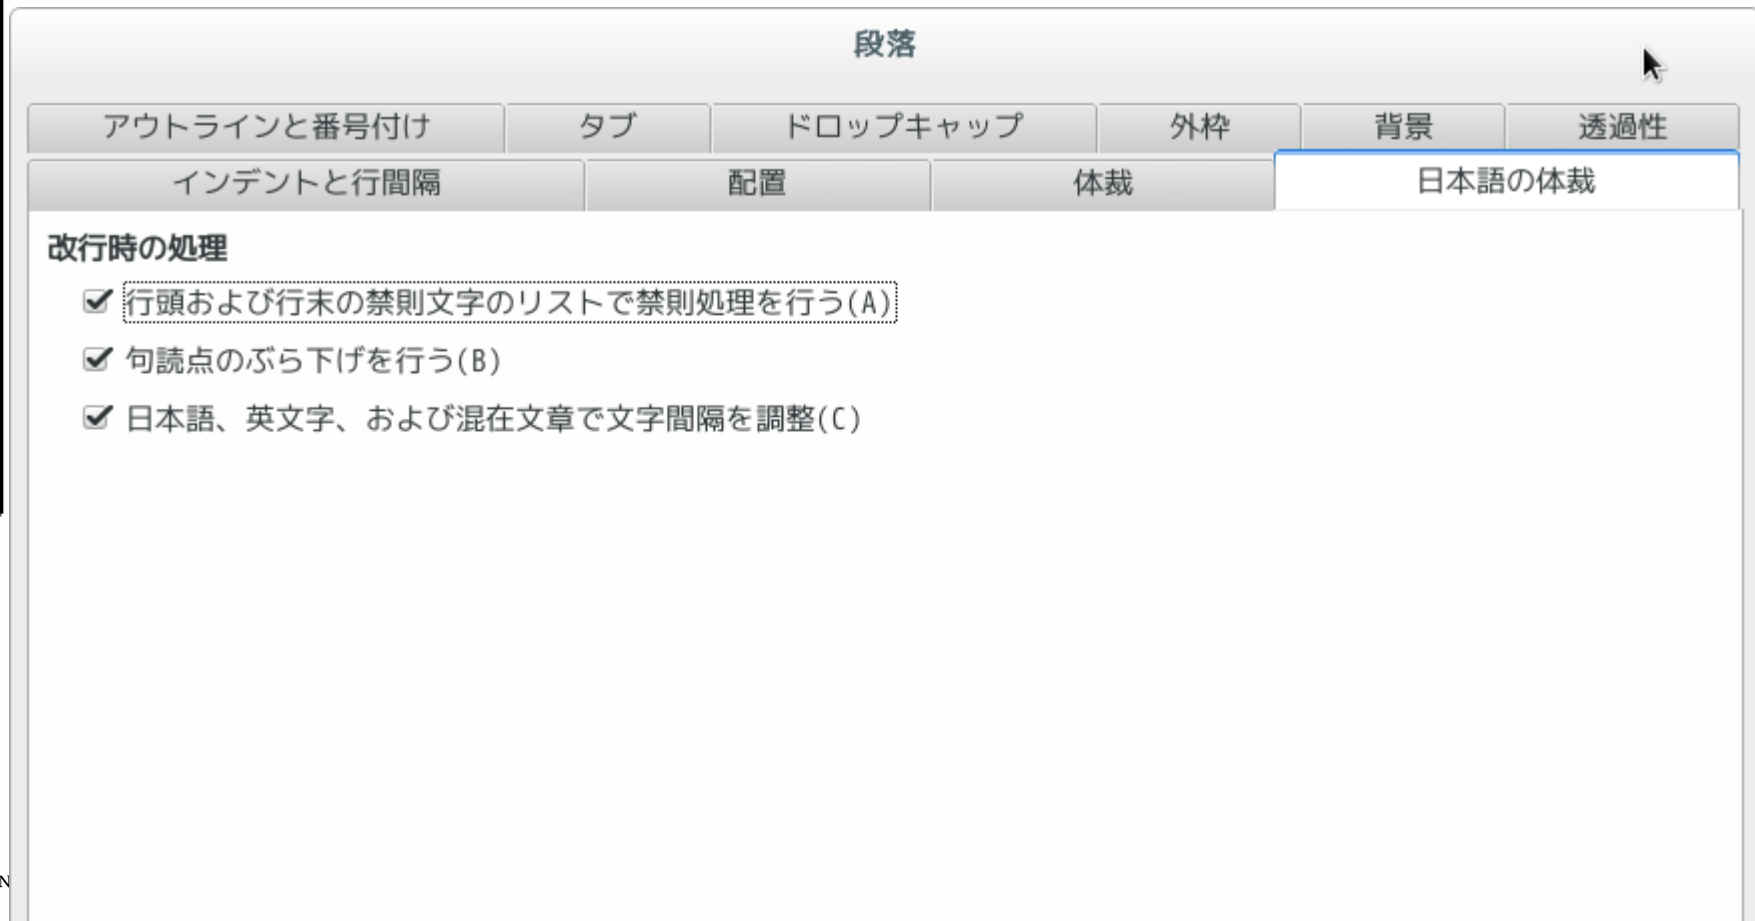 段落
アウトラインと番号付け タブ ドロップキャップ 外枠 背景 透過性
インデントと行間隔 配置 体裁 日本語の体裁
改行時の処理
行頭および行末の禁則文字のリストで禁則処理を行う(A)
句読点のぶら下げを行う(B)
日本語、英文字、および混在文章で文字間隔を調整(C)
N